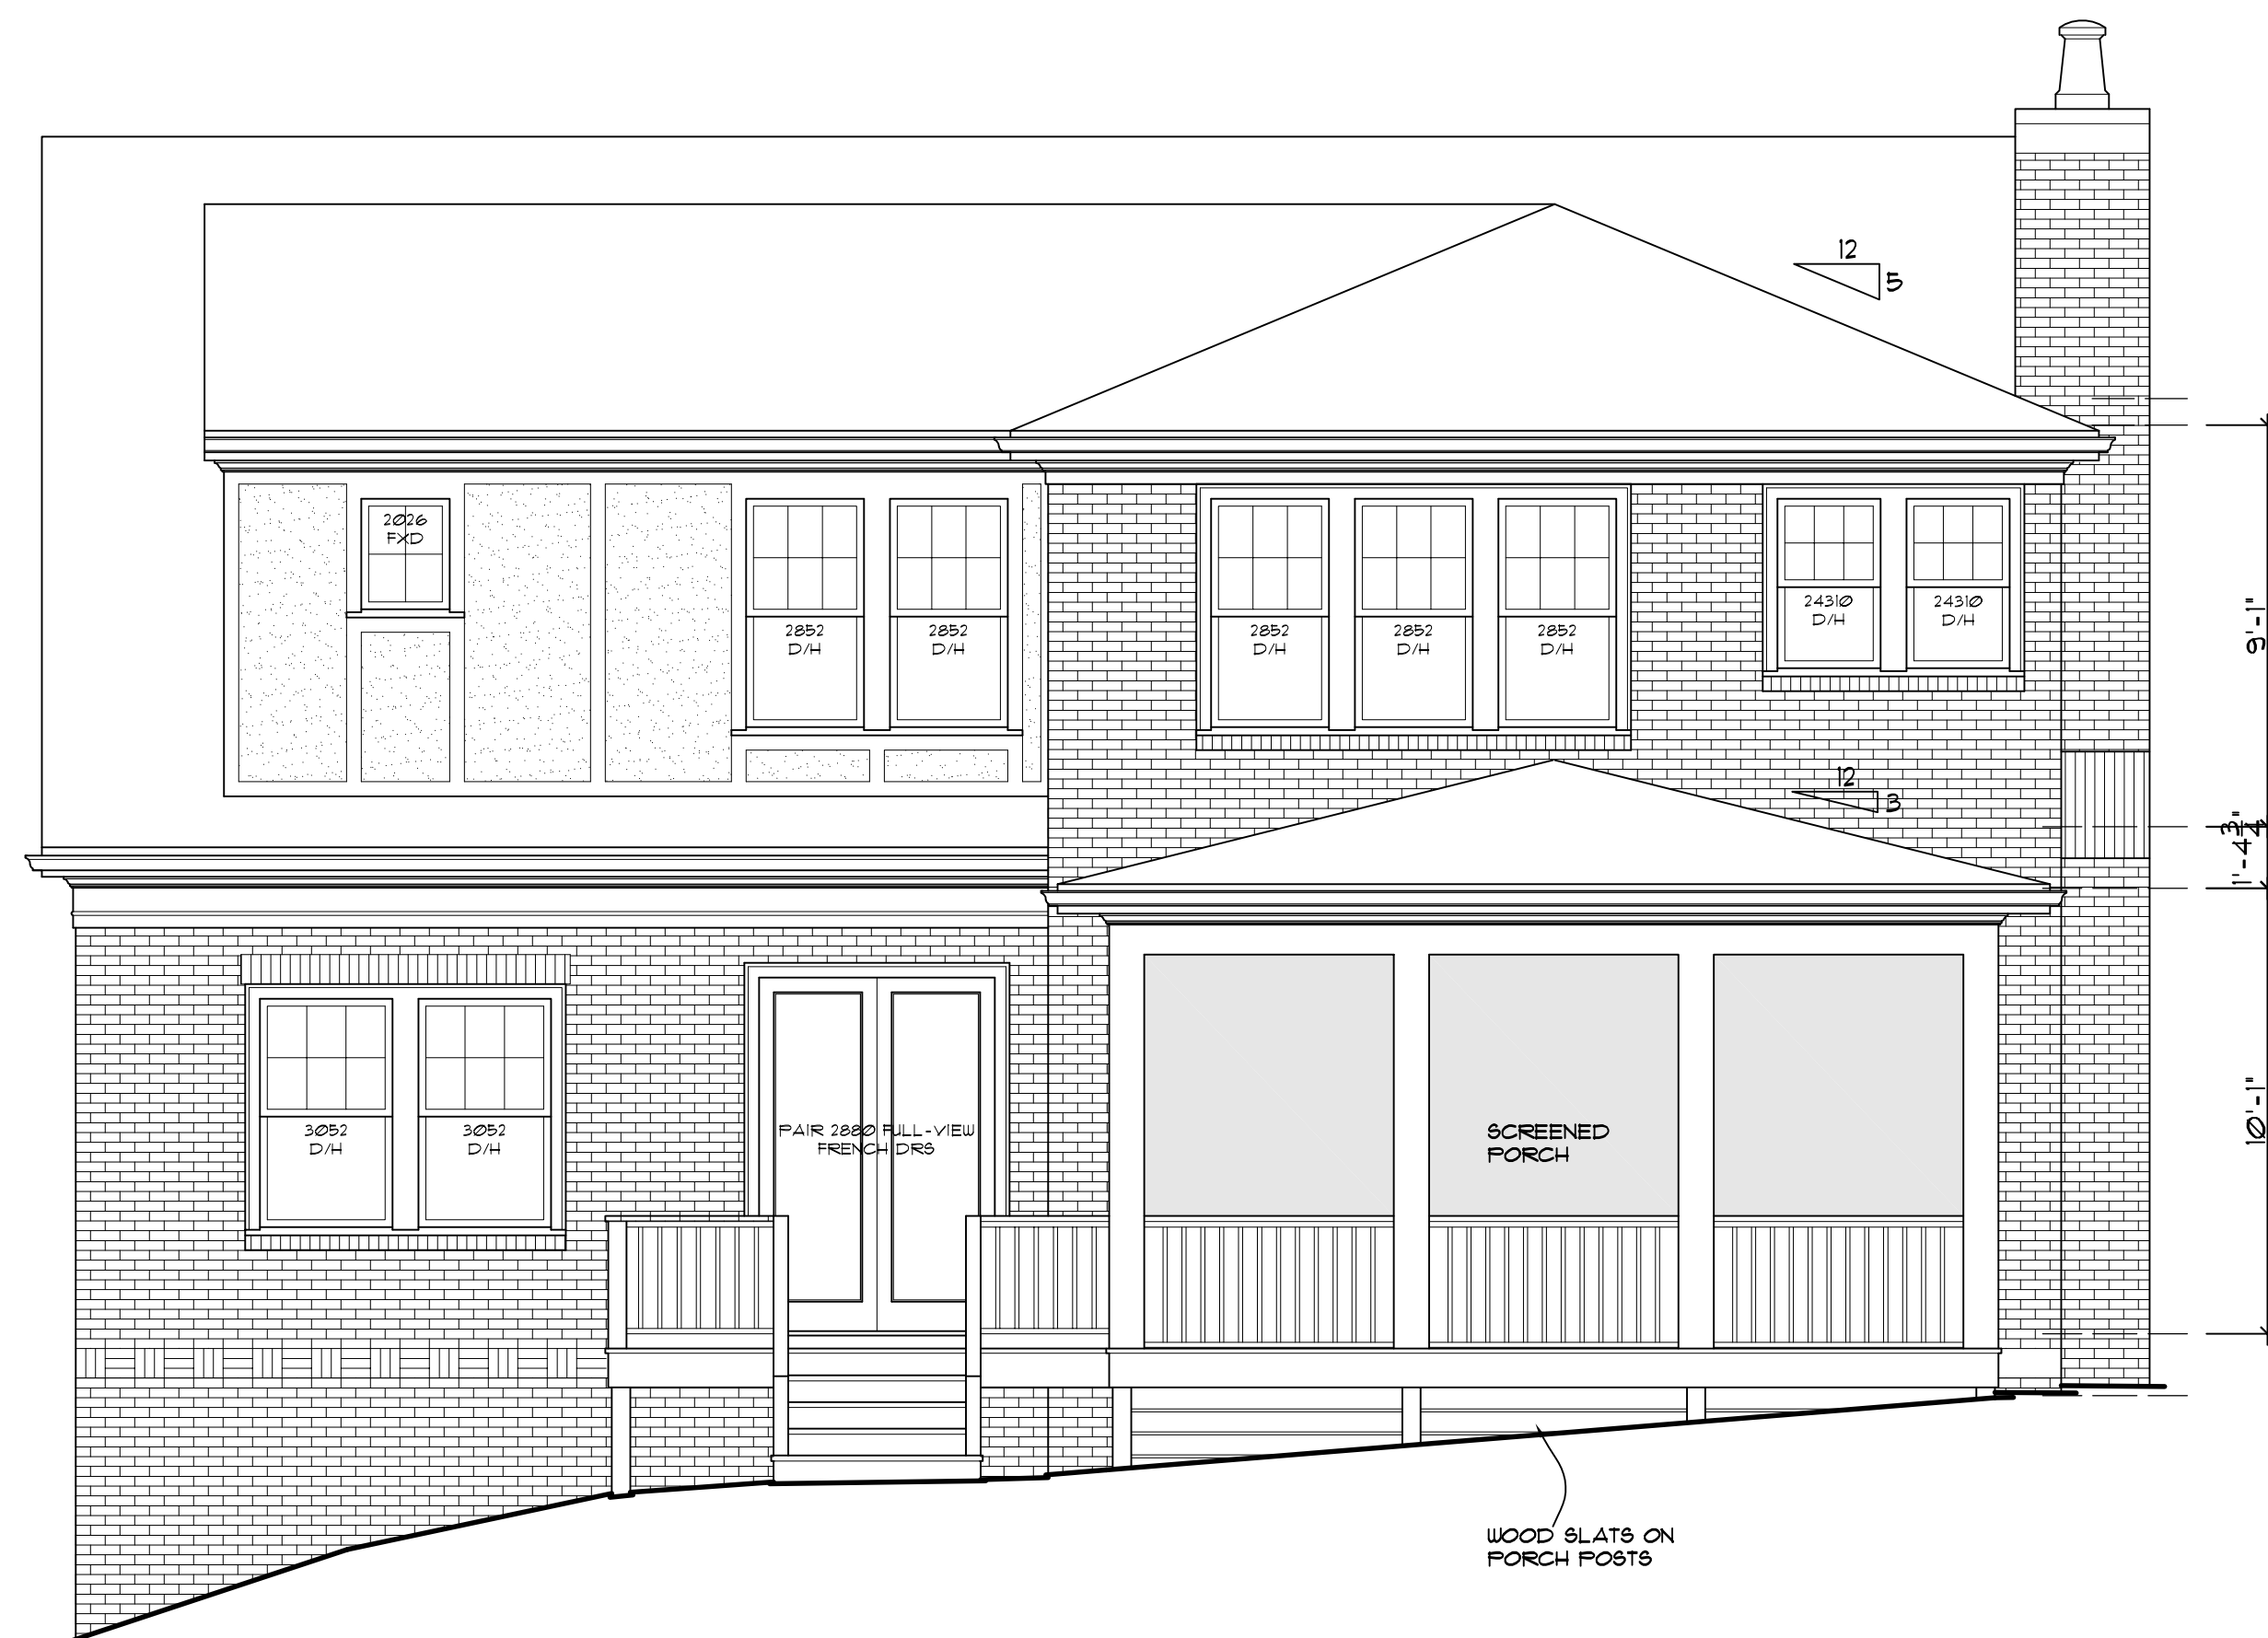 12
5
2026
FXD
2852
D/H
2852
D/H
2852
D/H
2852
D/H
2852
D/H
24310
D/H
24310
D/H
9'-1"
12
3
1'-4 3/4"
3052
D/H
3052
D/H
PAIR 2880 FULL-VIEW
FRENCH DRS
SCREENED
PORCH
10'-1"
WOOD SLATS ON
PORCH POSTS